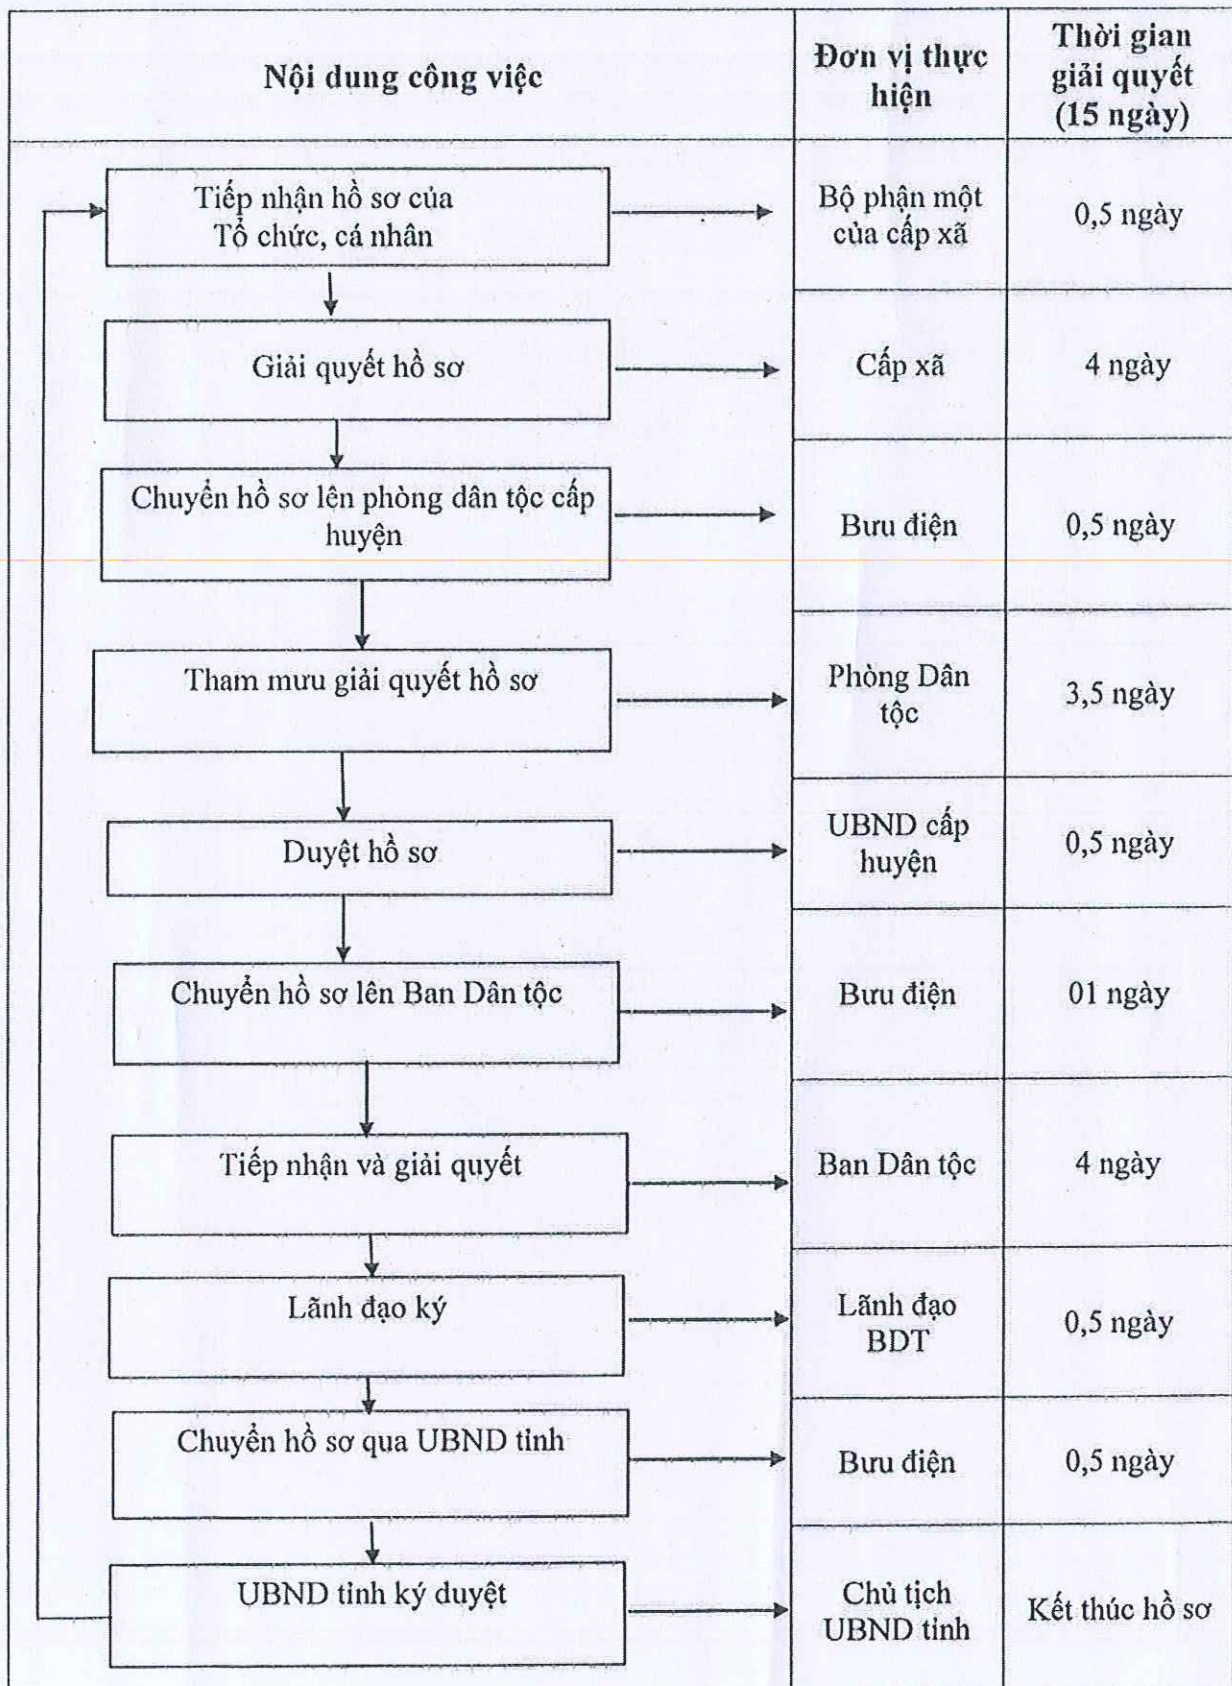 Nội dung công việc
Đơn vị thực
hiện
Thời gian
giải quyết
(15 ngày)
Tiếp nhận hồ sơ của
Tổ chức, cá nhân
Bộ phận một
của cấp xã
0,5 ngày
Giải quyết hồ sơ
Cấp xã
4 ngày
Chuyển hồ sơ lên phòng dân tộc cấp
huyện
Bưu điện
0,5 ngày
Tham mưu giải quyết hồ sơ
Phòng Dân
tộc
3,5 ngày
Duyệt hồ sơ
UBND cấp
huyện
0,5 ngày
Chuyển hồ sơ lên Ban Dân tộc
Bưu điện
01 ngày
Tiếp nhận và giải quyết
Ban Dân tộc
4 ngày
Lãnh đạo ký
Lãnh đạo
BDT
0,5 ngày
Chuyển hồ sơ qua UBND tỉnh
Bưu điện
0,5 ngày
UBND tỉnh ký duyệt
Chủ tịch
UBND tỉnh
Kết thúc hồ sơ